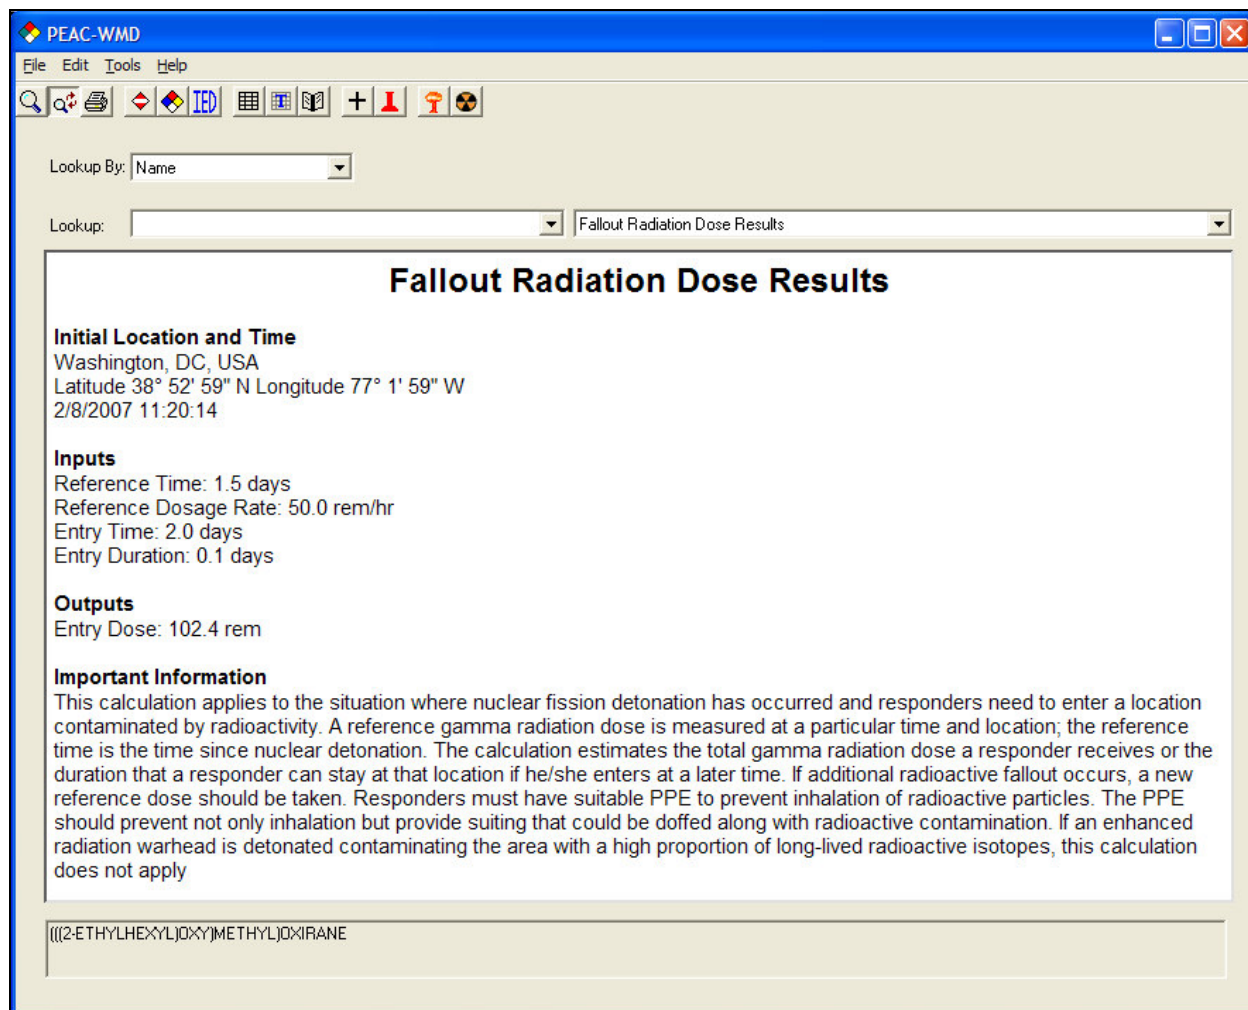 PEAC-WMD
File Edit Tools Help
IED
Lookup By: Name
Lookup: Fallout Radiation Dose Results
Fallout Radiation Dose Results
Initial Location and Time
Washington, DC, USA
Latitude 38° 52' 59" N Longitude 77° 1' 59" W
2/8/2007 11:20:14
Inputs
Reference Time: 1.5 days
Reference Dosage Rate: 50.0 rem/hr
Entry Time: 2.0 days
Entry Duration: 0.1 days
Outputs
Entry Dose: 102.4 rem
Important Information
This calculation applies to the situation where nuclear fission detonation has occurred and responders need to enter a location
contaminated by radioactivity. A reference gamma radiation dose is measured at a particular time and location; the reference
time is the time since nuclear detonation. The calculation estimates the total gamma radiation dose a responder receives or the
duration that a responder can stay at that location if he/she enters at a later time. If additional radioactive fallout occurs, a new
reference dose should be taken. Responders must have suitable PPE to prevent inhalation of radioactive particles. The PPE
should prevent not only inhalation but provide suiting that could be doffed along with radioactive contamination. If an enhanced
radiation warhead is detonated contaminating the area with a high proportion of long-lived radioactive isotopes, this calculation
does not apply
(((2-ETHYLHEXYL)OXY)METHYL)OXIRANE